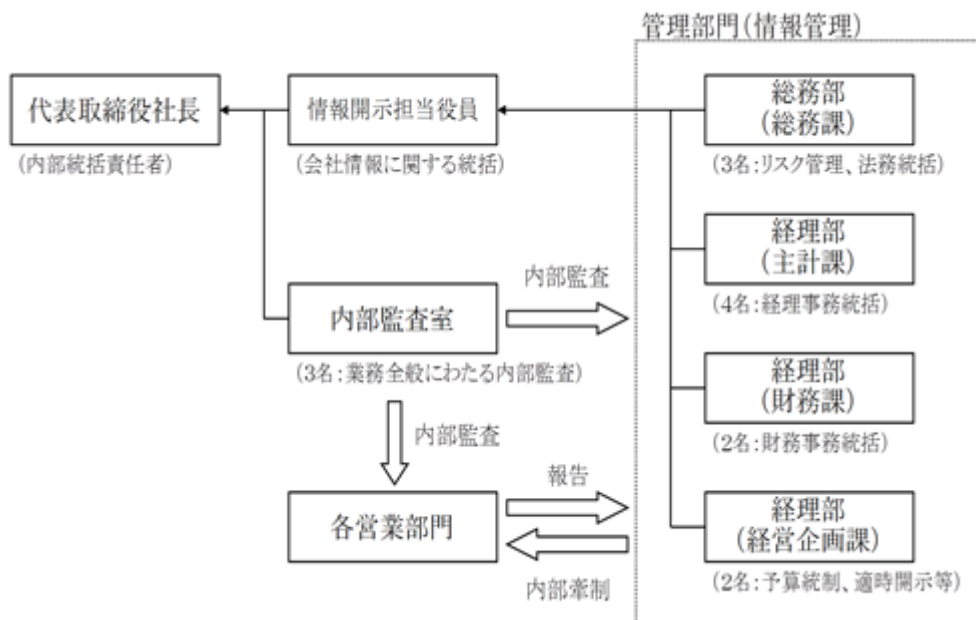 管理部門(情報管理)
代表取締役社長
(内部統括責任者)
情報開示担当役員
(会社情報に関する統括)
総務部
(総務課)
(3名:リスク管理、法務統括)
経理部
(主計課)
(4名:経理事務統括)
内部監査
内部監査室
(3名:業務全般にわたる内部監査)
経理部
(財務課)
(2名:財務事務統括)
内部監査
報告
各営業部門
内部牽制
経理部
(経営企画課)
(2名:予算統制、適時開示等)